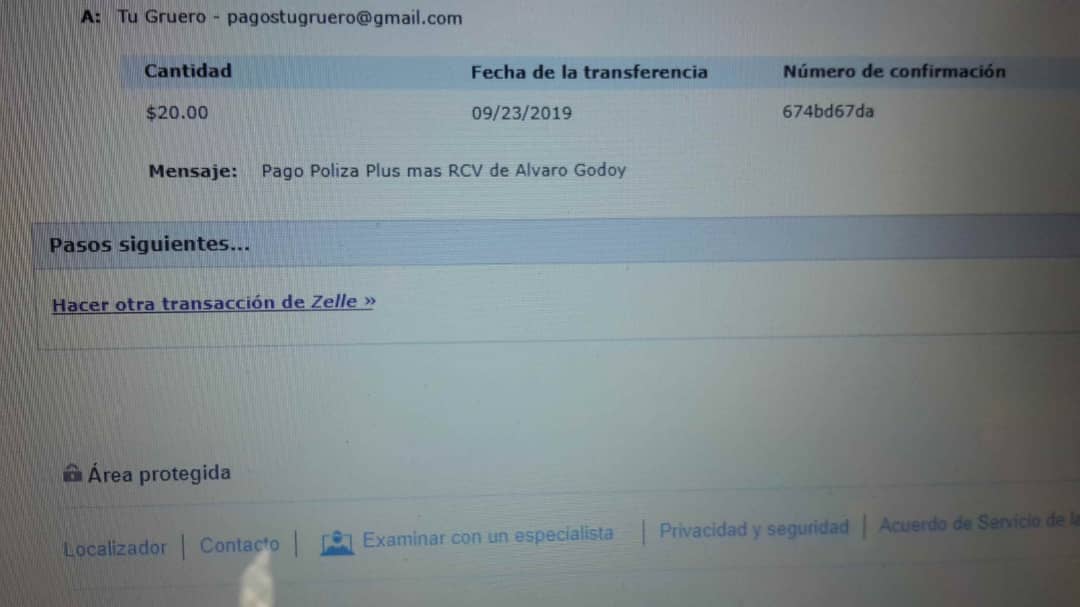 A: Tu Gruero - pagostugruero@gmail.com
Cantidad Fecha de la transferencia Número de confirmación
$20.00 09/23/2019 674bd67da
Mensaje: Pago Poliza Plus mas RCV de Alvaro Godoy
Pasos siguientes...
Hacer otra transacción de Zelle »
Área protegida
Localizador | Contacto | Examinar con un especialista | Privacidad y seguridad | Acuerdo de Servicio de la